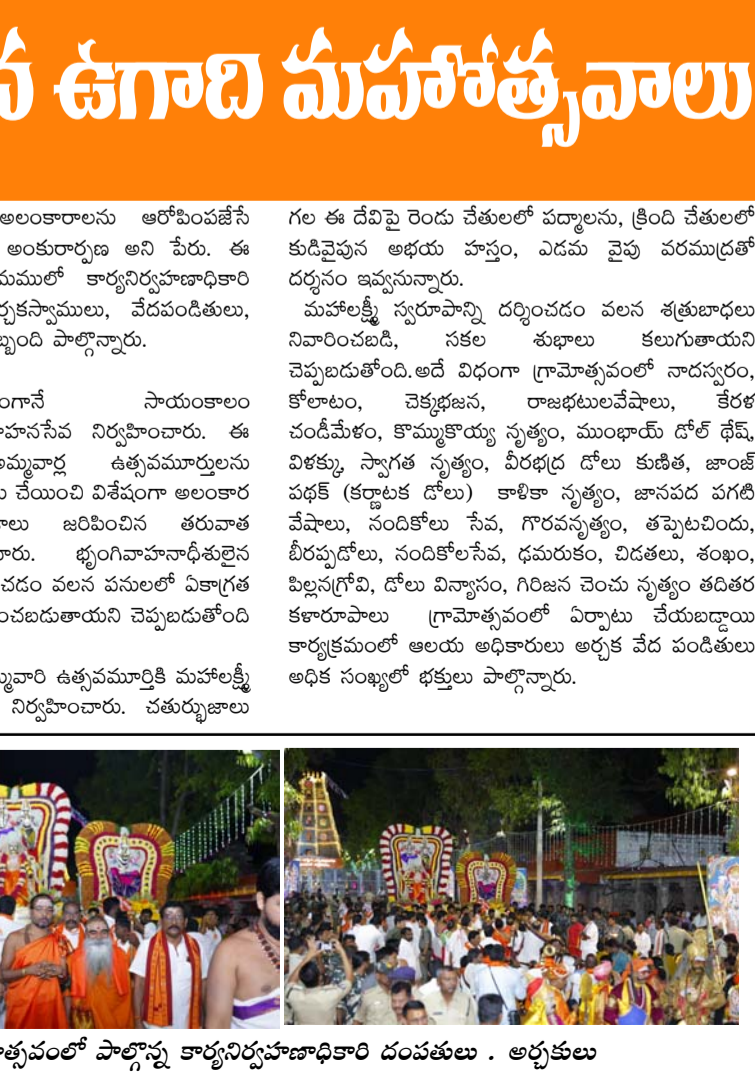 ఉగాది మహోత్సవాలు
అలంకారాలను ఆరోపింపజేసే
అంకురార్పణ అని పేరు. ఈ
కార్యనిర్వహణాధికారి
ర్చకస్వాములు, వేదపండితులు,
బ్బంది పాల్గొన్నారు.
ంగానే సాయంకాలం
ాహనసేవ నిర్వహించారు. ఈ
అమ్మవార్ల ఉత్సవమూర్తులను
చేయించి విశేషంగా అలంకార
ాలు జరిపించిన తరువాత
చారు. భృంగివాహనాధీశులైన
చడం వలన పనులలో ఏకాగ్రత
ంచబడుతాయని చెప్పబడుతోంది
మ్మవారి ఉత్సవమూర్తికి మహాలక్ష్మీ
నిర్వహించారు. చతుర్భుజాలు
గల ఈ దేవిపై రెండు చేతులలో పద్మాలను, క్రింది చేతులలో
కుడివైపున అభయ హస్తం, ఎడమ వైపు వరముద్రతో
దర్శనం ఇవ్వనున్నారు.
మహాలక్ష్మీ స్వరూపాన్ని దర్శించడం వలన శత్రుబాధలు
నివారించబడి, సకల శుభాలు కలుగుతాయని
చెప్పబడుతోంది.అదే విధంగా గ్రామోత్సవంలో నాదస్వరం,
కోలాటం, చెక్కభజన, రాజభటులవేషాలు, కేరళ
చండీమేళం, కొమ్ముకొయ్య నృత్యం, ముంభాయ్ డోల్ థేష్,
విళక్కు, స్వాగత నృత్యం, వీరభద్ర డోలు కుణిత, జాంజ్
పథక్ (కర్ణాటక డోలు) కాళికా నృత్యం, జానపద పగటి
వేషాలు, నందికోలు సేవ, గొరవనృత్యం, తప్పెటచిందు,
బీరప్పడోలు, నందికోలసేవ, ఢమరుకం, చిడతలు, శంఖం,
పిల్లనగ్రోవి, డోలు విన్యాసం, గిరిజన చెంచు నృత్యం తదితర
కళారూపాలు గ్రామోత్సవంలో ఏర్పాటు చేయబడ్డాయి
కార్యక్రమంలో ఆలయ అధికారులు అర్చక వేద పండితులు
అధిక సంఖ్యలో భక్తులు పాల్గొన్నారు.
ోత్సవంలో పాల్గొన్న కార్యనిర్వహణాధికారి దంపతులు . అర్చకులు